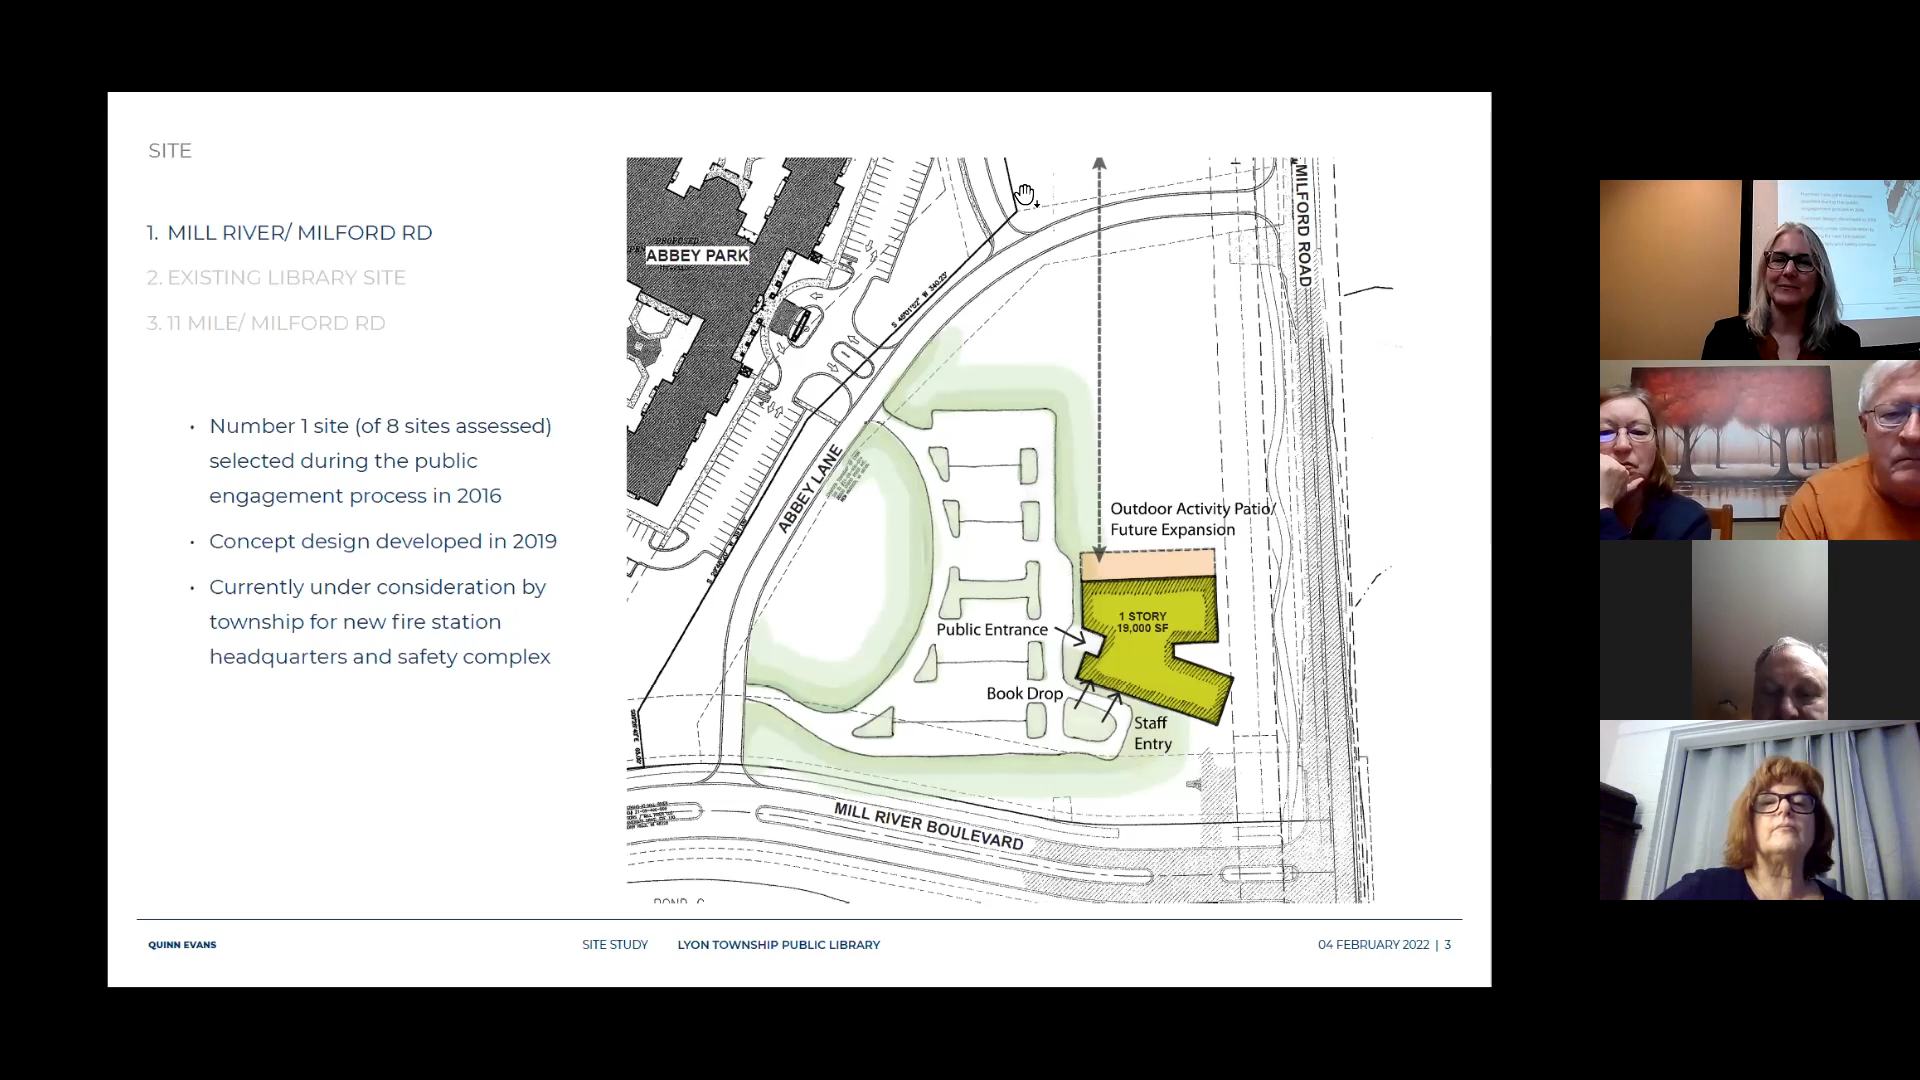 SITE
1. MILL RIVER/ MILFORD RD
2. EXISTING LIBRARY SITE
3. 11 MILE/ MILFORD RD
· Number 1 site (of 8 sites assessed)
selected during the public
engagement process in 2016
· Concept design developed in 2019
· Currently under consideration by
township for new fire station
headquarters and safety complex
PROPOSED
ABBEY PARK
MILFORD ROAD
ABBEY LANE
Outdoor Activity Patio/
Future Expansion
1 STORY
19,000 SF
Public Entrance
Book Drop
Staff
Entry
MILL RIVER BOULEVARD
QUINN EVANS
SITE STUDY LYON TOWNSHIP PUBLIC LIBRARY
04 FEBRUARY 2022 | 3